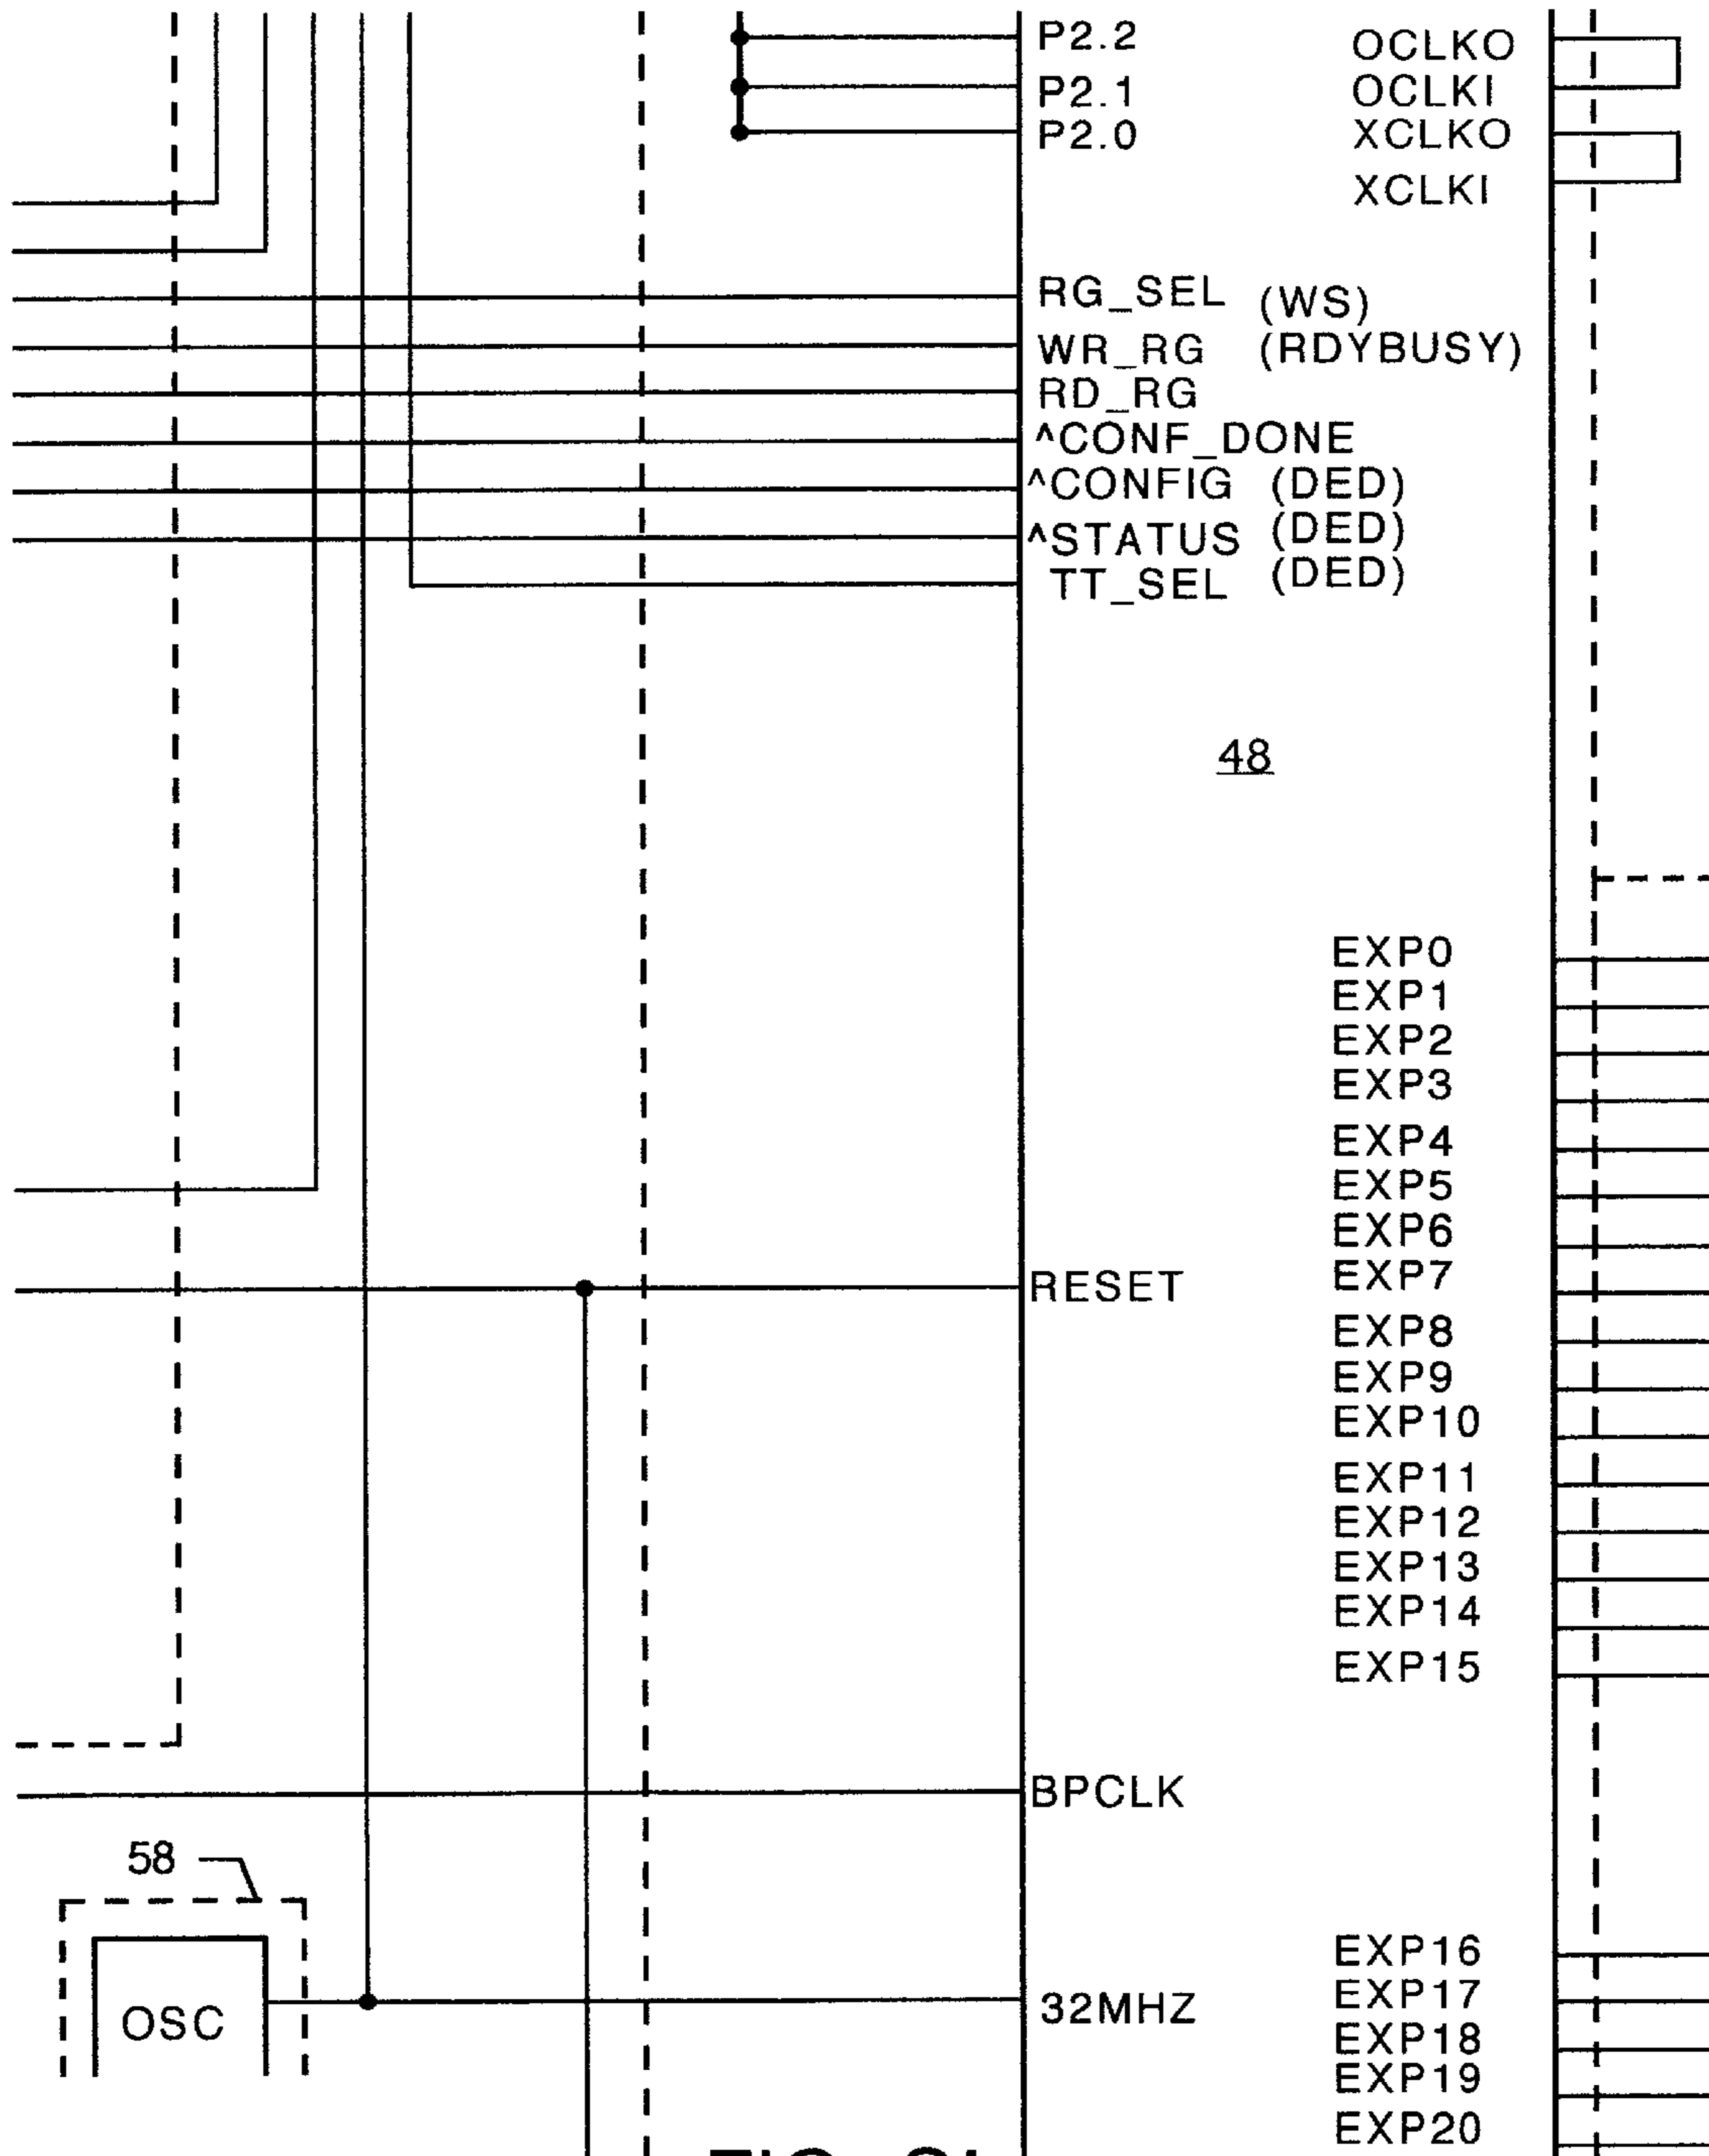 P2.2
P2.1
P2.0
OCLKO
OCLKI
XCLKO
XCLKI
RG_SEL (WS)
WR_RG (RDYBUSY)
RD_RG
^CONF_DONE
^CONFIG (DED)
^STATUS (DED)
TT_SEL (DED)
48
EXP0
EXP1
EXP2
EXP3
EXP4
EXP5
EXP6
EXP7
RESET
EXP8
EXP9
EXP10
EXP11
EXP12
EXP13
EXP14
EXP15
BPCLK
58
OSC
32MHZ
EXP16
EXP17
EXP18
EXP19
EXP20